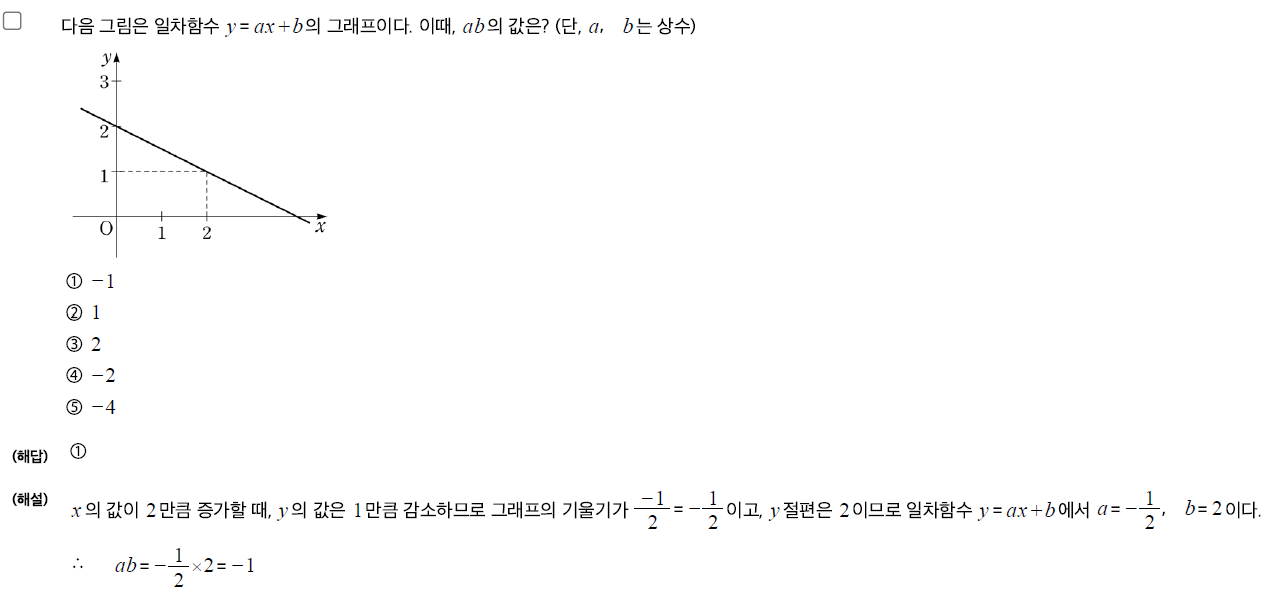 다음 그림은 일차함수 y=ax+b의 그래프이다. 이때, ab의 값은? (단, a, b는 상수)
y
3
2
1
O 1 2 x
① −1
② 1
③ 2
④ −2
⑤ −4
(해답) ①
(해설) x의 값이 2만큼 증가할 때, y의 값은 1만큼 감소하므로 그래프의 기울기가 −1/2=−1/2이고, y절편은 2이므로 일차함수 y=ax+b에서 a=−1/2, b=2이다.
∴ ab=−1/2×2=−1